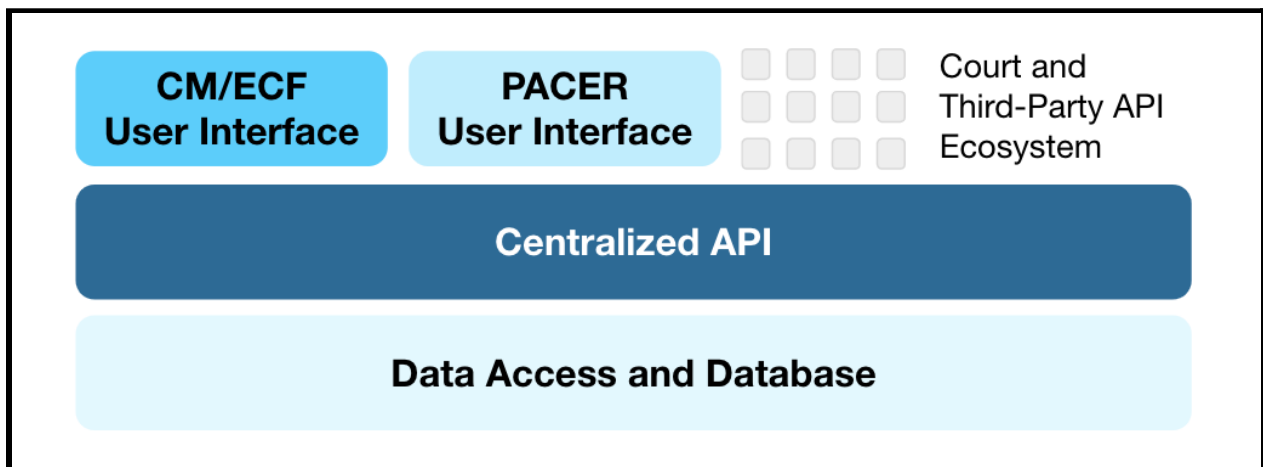 CM/ECF
User Interface
PACER
User Interface
Court and
Third-Party API
Ecosystem
Centralized API
Data Access and Database